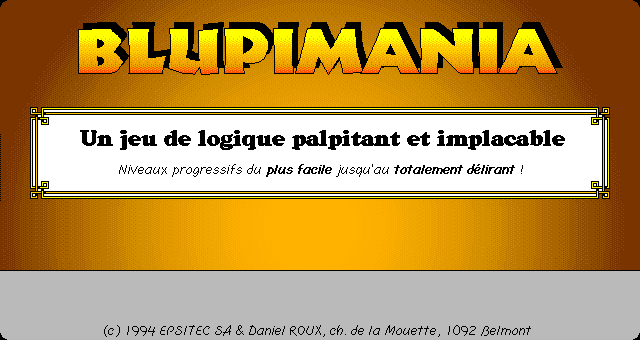 BLUPIMANIA
Un jeu de logique palpitant et implacable
Niveaux progressifs du plus facile jusqu'au totalement délirant !
(c) 1994 EPSITEC SA & Daniel ROUX, ch. de la Mouette, 1092 Belmont